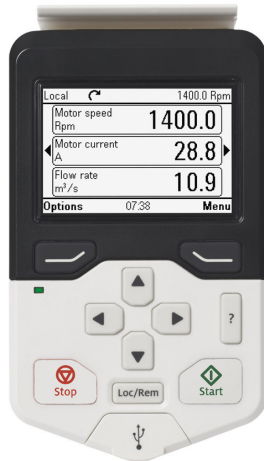 Local 1400.0 Rpm
Motor speed
Rpm 1400.0
Motor current
A 28.8
Flow rate
m³/s 10.9
Options 07:38 Menu
?
Stop Loc/Rem Start